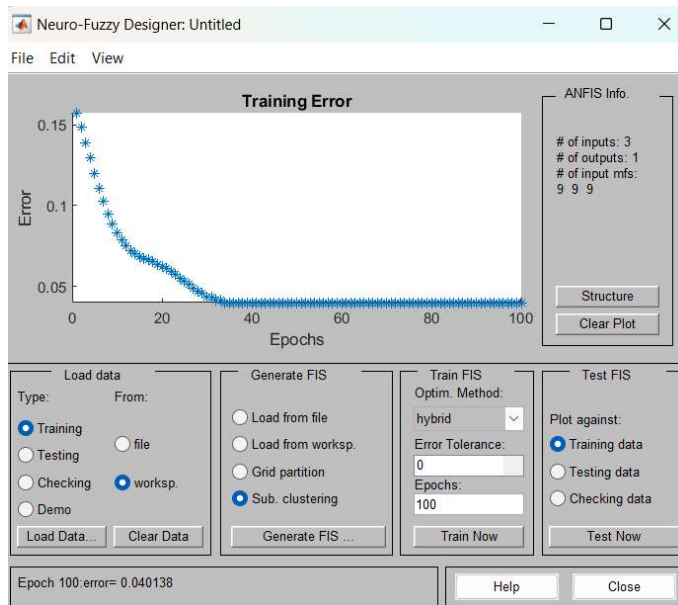 Neuro-Fuzzy Designer: Untitled
File Edit View
Training Error
0.15
0.1
0.05
Error
0 20 40 60 80 100
Epochs
ANFIS Info.
# of inputs: 3
# of outputs: 1
# of input mfs:
9 9 9
Structure
Clear Plot
Load data
Type: From:
Training
Testing
Checking
Demo
file
worksp.
Load Data... Clear Data
Generate FIS
Load from file
Load from worksp.
Grid partition
Sub. clustering
Generate FIS ...
Train FIS
Optim. Method:
hybrid
Error Tolerance:
0
Epochs:
100
Train Now
Test FIS
Plot against:
Training data
Testing data
Checking data
Test Now
Epoch 100:error= 0.040138
Help Close